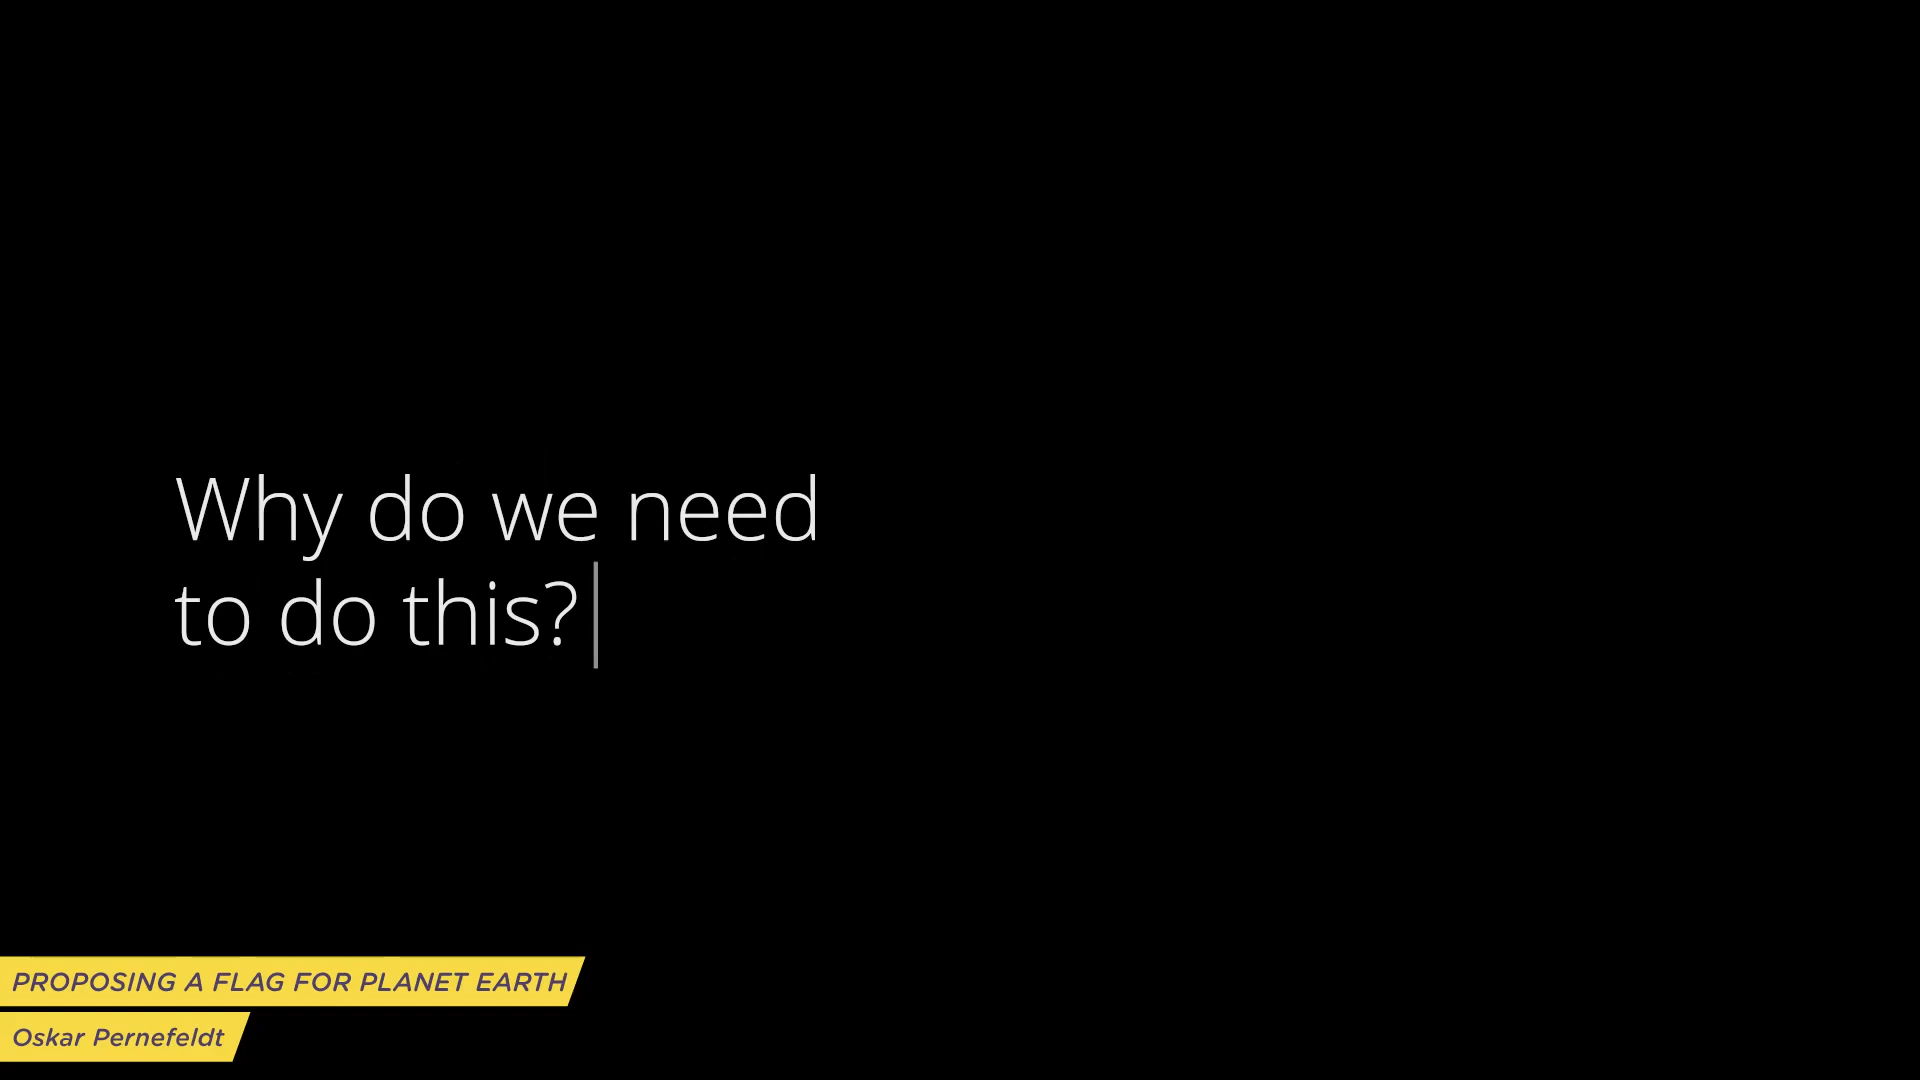 Why do we need
to do this?
PROPOSING A FLAG FOR PLANET EARTH
Oskar Pernefeldt